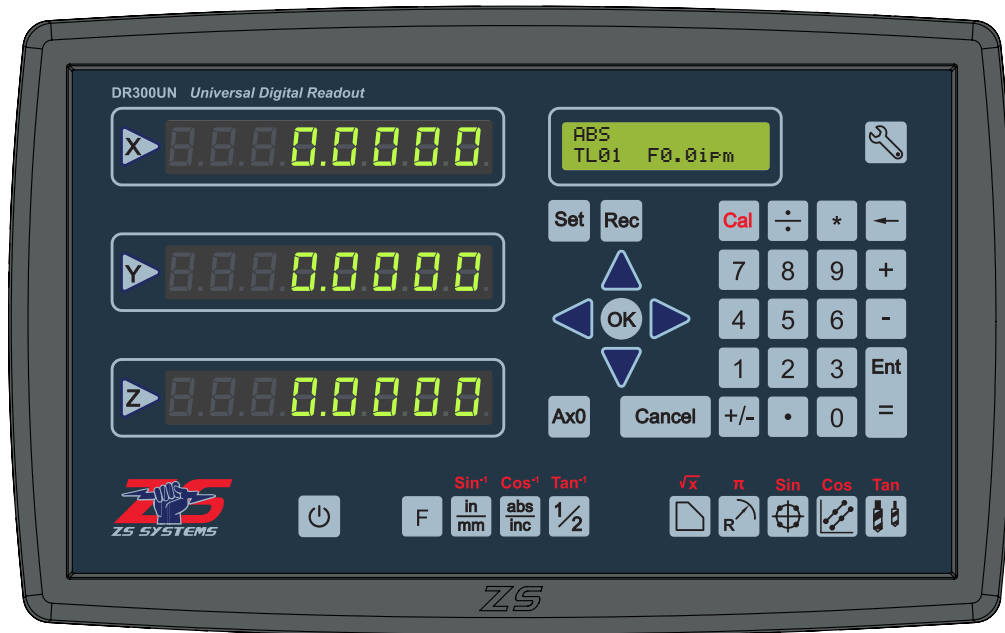 DR300UN Universal Digital Readout
X 0.0000
ABS
TL01 F0.0ipm
Y 0.0000
Z 0.0000
Set Rec
OK
Ax0 Cancel
Cal ÷ * ←
7 8 9 +
4 5 6 -
1 2 3 Ent
+/- • 0 =
ZS
ZS SYSTEMS
Sin-1 Cos-1 Tan-1
F in/mm abs/inc 1/2
√x π Sin Cos Tan
R
ZS